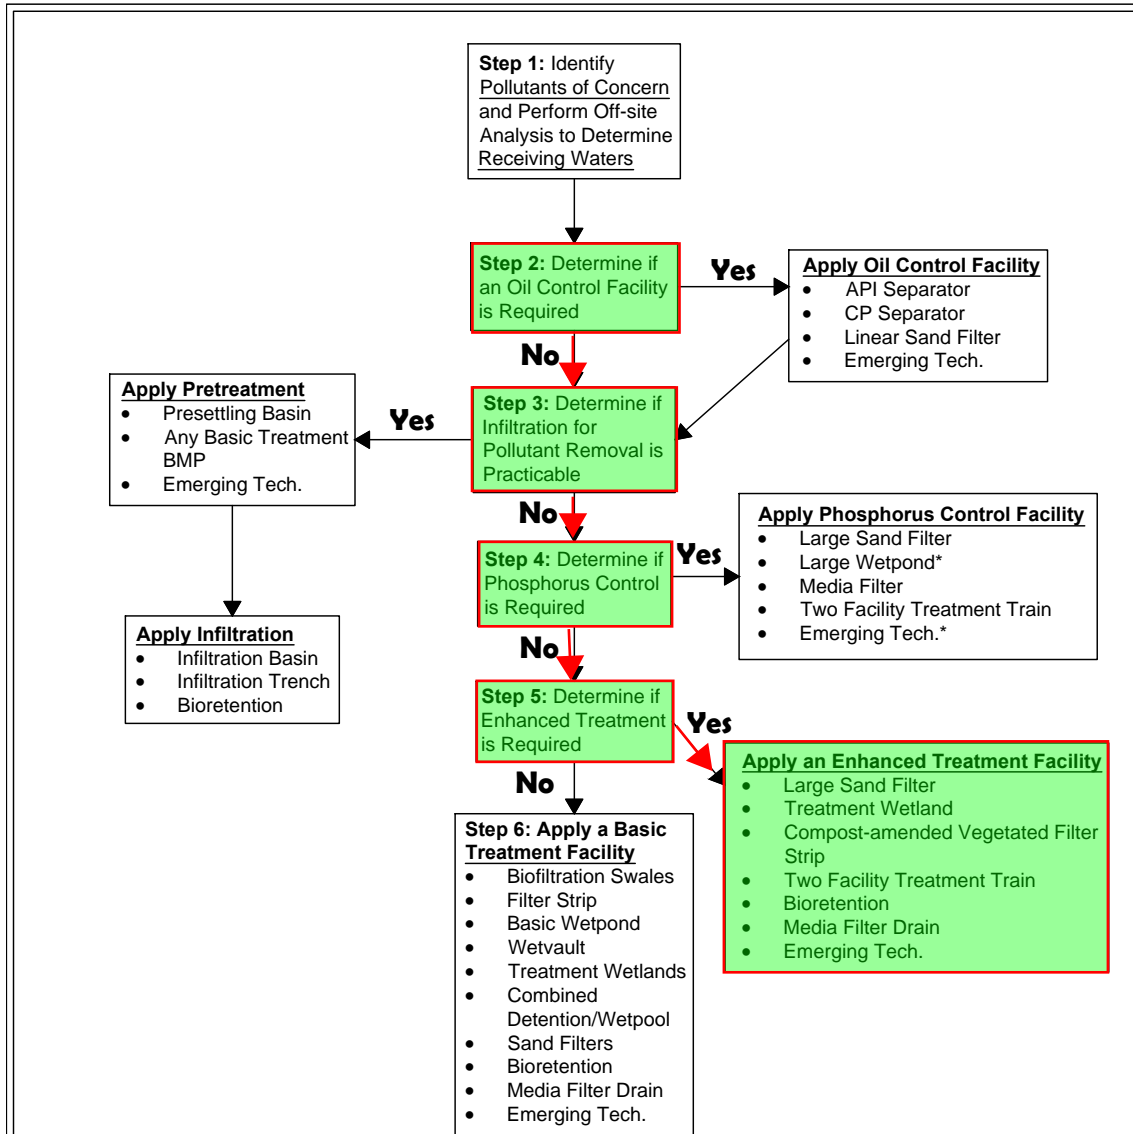 Step 1: Identify
Pollutants of Concern
and Perform Off-site
Analysis to Determine
Receiving Waters
Step 2: Determine if
an Oil Control Facility
is Required
Yes
Apply Oil Control Facility
• API Separator
• CP Separator
• Linear Sand Filter
• Emerging Tech.
No
Apply Pretreatment
• Presettling Basin
• Any Basic Treatment
BMP
• Emerging Tech.
Yes
Step 3: Determine if
Infiltration for
Pollutant Removal is
Practicable
No
Apply Phosphorus Control Facility
• Large Sand Filter
• Large Wetpond*
• Media Filter
• Two Facility Treatment Train
• Emerging Tech.*
Step 4: Determine if
Phosphorus Control
is Required
Yes
Apply Infiltration
• Infiltration Basin
• Infiltration Trench
• Bioretention
No
Step 5: Determine if
Enhanced Treatment
is Required
Yes
Apply an Enhanced Treatment Facility
• Large Sand Filter
• Treatment Wetland
• Compost-amended Vegetated Filter
Strip
• Two Facility Treatment Train
• Bioretention
• Media Filter Drain
• Emerging Tech.
No
Step 6: Apply a Basic
Treatment Facility
• Biofiltration Swales
• Filter Strip
• Basic Wetpond
• Wetvault
• Treatment Wetlands
• Combined
Detention/Wetpool
• Sand Filters
• Bioretention
• Media Filter Drain
• Emerging Tech.